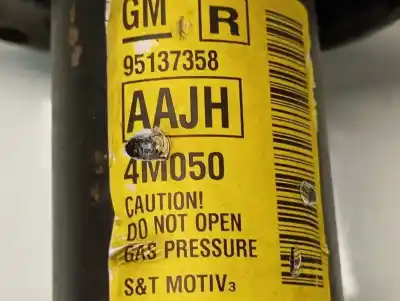 GM R
95137358
AAJH
4M050
CAUTION!
DO NOT OPEN
GAS PRESSURE
S&T MOTIV3